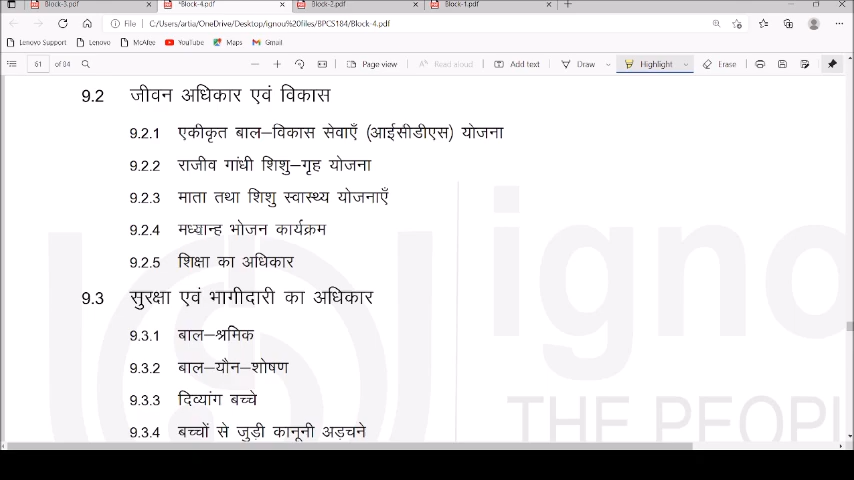 Block-3.pdf
*Block-4.pdf
Block-2.pdf
Block-1.pdf
File
C:/Users/artia/OneDrive/Desktop/ignou%20files/BPCS184/Block-4.pdf
Lenovo Support
Lenovo
McAfee
YouTube
Maps
Gmail
61
of 84
Page view
Read aloud
Add text
Draw
Highlight
Erase
9.2 जीवन अधिकार एवं विकास
9.2.1 एकीकृत बाल–विकास सेवाएँ (आईसीडीएस) योजना
9.2.2 राजीव गांधी शिशु–गृह योजना
9.2.3 माता तथा शिशु स्वास्थ्य योजनाएँ
9.2.4 मध्यान्ह भोजन कार्यक्रम
9.2.5 शिक्षा का अधिकार
9.3 सुरक्षा एवं भागीदारी का अधिकार
9.3.1 बाल–श्रमिक
9.3.2 बाल–यौन–शोषण
9.3.3 दिव्यांग बच्चे
9.3.4 बच्चों से जुड़ी कानूनी अड़चने
igno
THE PEOPL